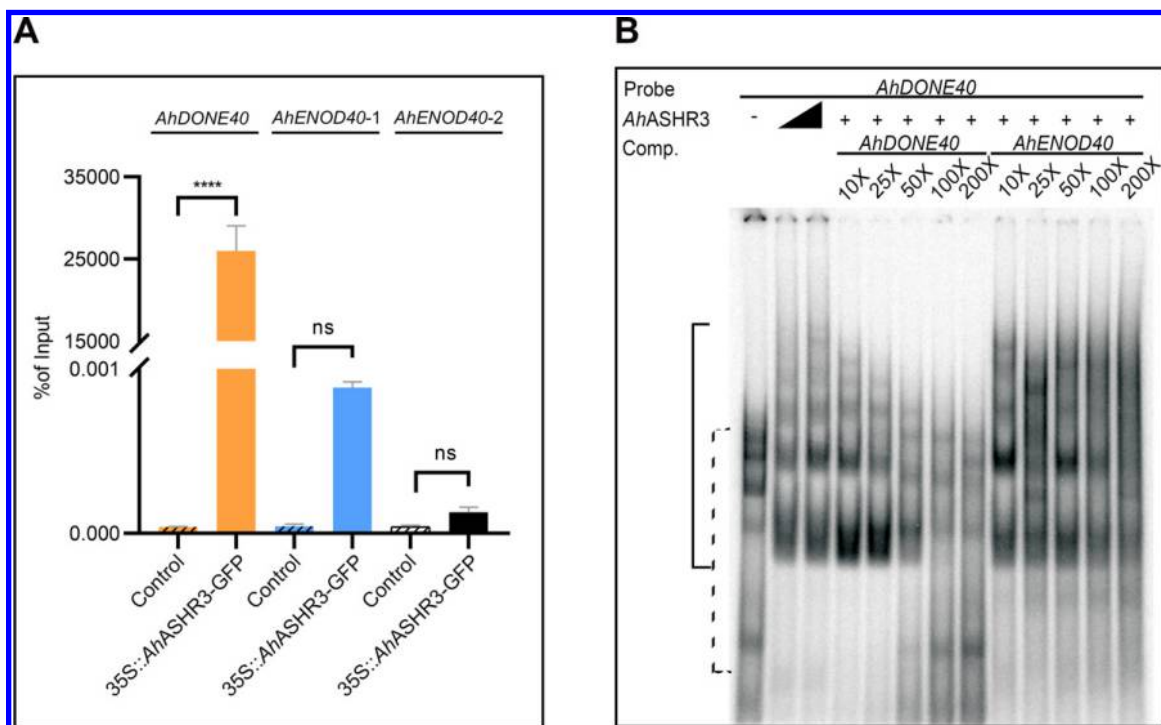 A
AhDONE40 AhENOD40-1 AhENOD40-2
35000
****
25000
15000
ns
0.001
%of Input
ns
0.000
Control
35S::AhASHR3-GFP
Control
35S::AhASHR3-GFP
Control
35S::AhASHR3-GFP
B
Probe AhDONE40
AhASHR3 - + + + + + + + + + +
Comp. AhDONE40 AhENOD40
10X 25X 50X 100X 200X 10X 25X 50X 100X 200X